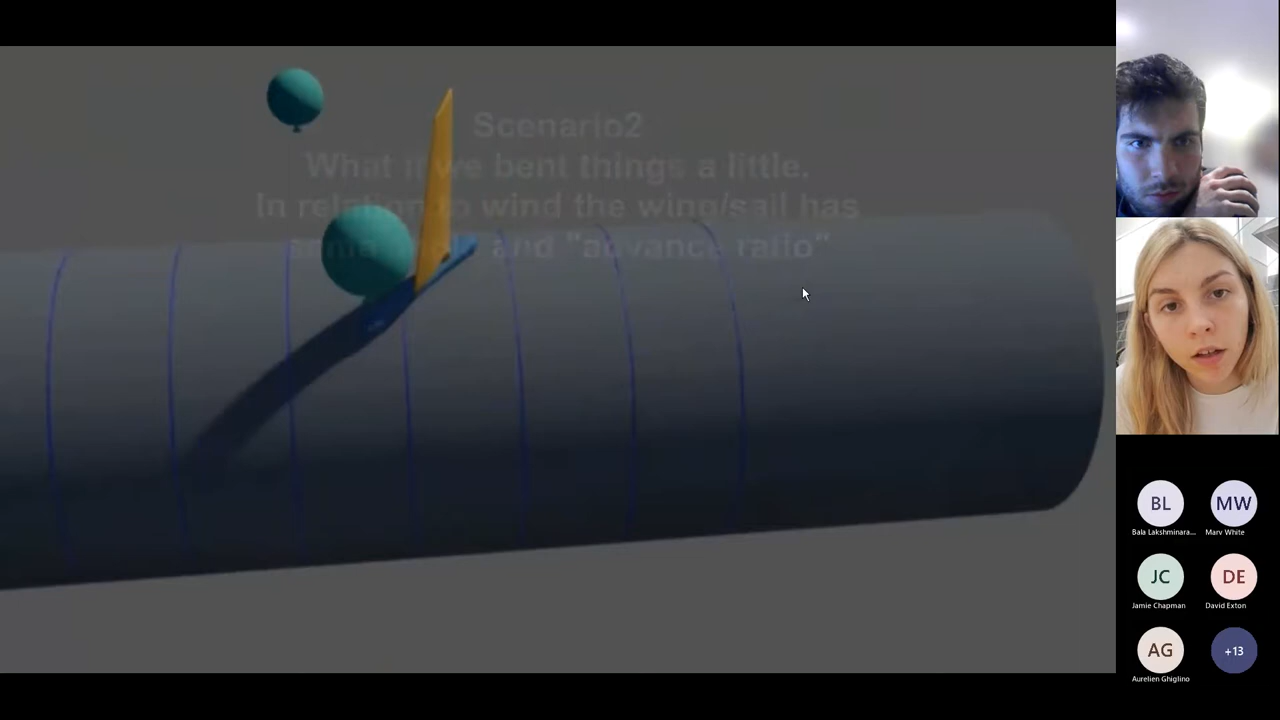 Scenario2
What if we bent things a little.
In relation to wind the wing/sail has
same and "advance ratio"
BL
MW
Bala Lakshminara...
Marv White
JC
DE
Jamie Chapman
David Exton
AG
+13
Aurelien Ghiglino